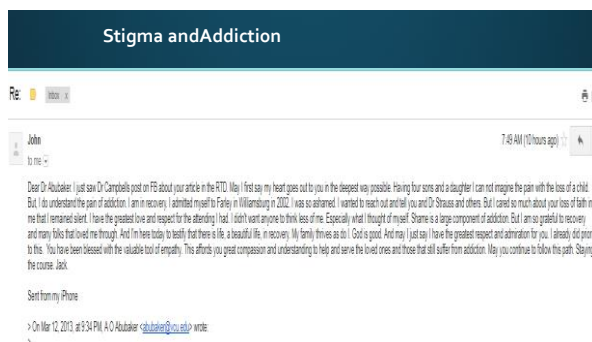 Stigma andAddiction
Re:
Inbox x
John
7:49 AM (10 hours ago)
to me
Dear Dr Abubaker. I just saw Dr Campbells post on FB about your article in the RTD. May I first say my heart goes out to you in the deepest way possible. Having four sons and a daughter I can not imagine the pain with the loss of a child.
But, I do understand the pain of addiction. I am in recovery. I admitted myself to Farley in Williamsburg in 2002. I was so ashamed. I wanted to reach out and tell you and Dr Strauss and others. But I cared so much about your loss of faith in
me that I remained silent. I have the greatest love and respect for the attending I had. I didn't want anyone to think less of me. Especially what I thought of myself. Shame is a large component of addiction. But I am so grateful to recovery
and many folks that loved me through. And I'm here today to testify that there is life, a beautiful life, in recovery. My family thrives as do I. God is good. And may I just say I have the greatest respect and admiration for you. I already did prior
to this. You have been blessed with the valuable tool of empathy. This affords you great compassion and understanding to help and serve the loved ones and those that still suffer from addiction. May you continue to follow this path. Staying
the course. Jack
Sent from my iPhone
> On Mar 12, 2013, at 9:34 PM, A O Abubaker <abubaker@vcu.edu> wrote:
>